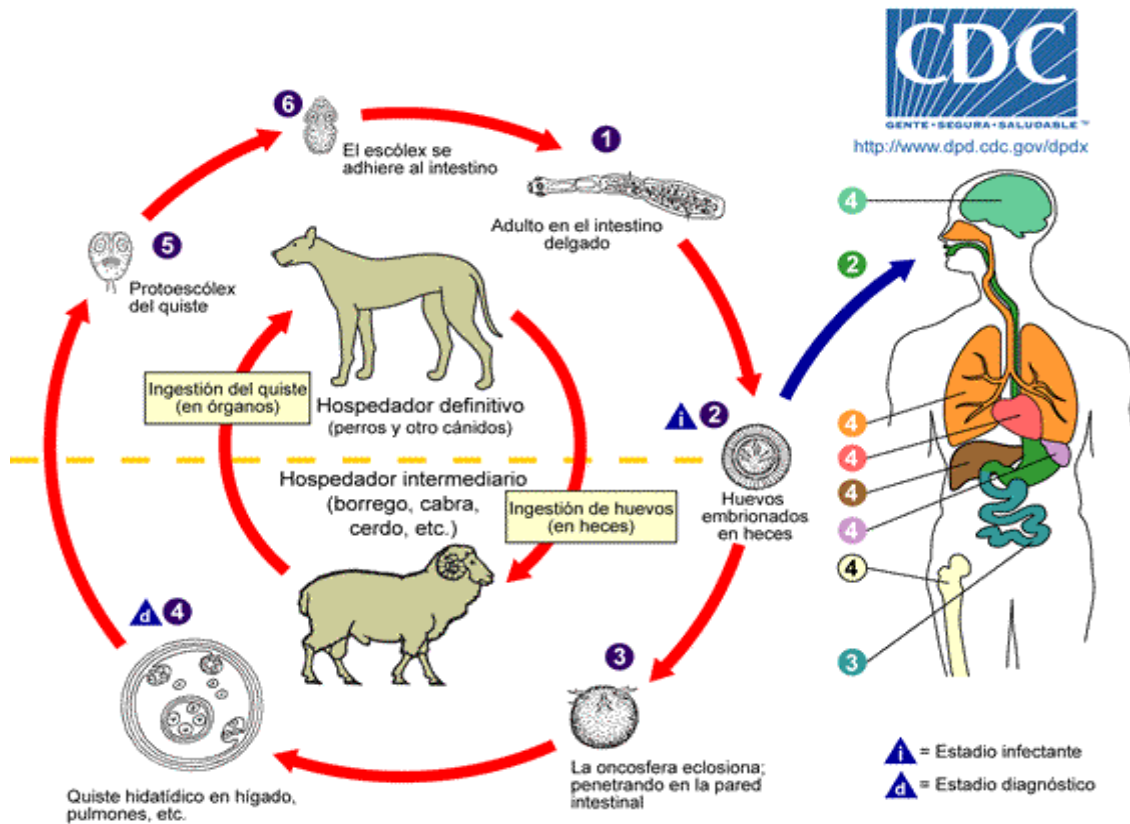 CDC
GENTE•SEGURA•SALUDABLE™
http://www.dpd.cdc.gov/dpdx
6
El escólex se
adhiere al intestino
1
Adulto en el intestino
delgado
5
Protoescólex
del quiste
Ingestión del quiste
(en órganos)
Hospedador definitivo
(perros y otro cánidos)
i
2
Huevos
embrionados
en heces
Hospedador intermediario
(borrego, cabra,
cerdo, etc.)
Ingestión de huevos
(en heces)
d
4
Quiste hidatídico en hígado,
pulmones, etc.
3
La oncosfera eclosiona;
penetrando en la pared
intestinal
4
2
4
4
4
4
4
3
i = Estadio infectante
d = Estadio diagnóstico